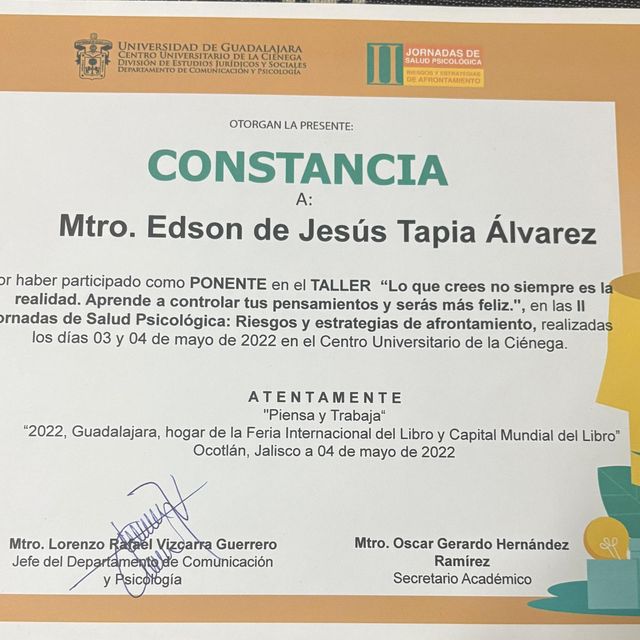 UNIVERSIDAD DE GUADALAJARA
CENTRO UNIVERSITARIO DE LA CIÉNEGA
DIVISIÓN DE ESTUDIOS JURÍDICOS Y SOCIALES
DEPARTAMENTO DE COMUNICACIÓN Y PSICOLOGÍA
II JORNADAS DE
SALUD PSICOLÓGICA
RIESGOS Y ESTRATEGIAS
DE AFRONTAMIENTO
OTORGAN LA PRESENTE:
CONSTANCIA
A:
Mtro. Edson de Jesús Tapia Álvarez
or haber participado como PONENTE en el TALLER “Lo que crees no siempre es la
realidad. Aprende a controlar tus pensamientos y serás más feliz.", en las II
ornadas de Salud Psicológica: Riesgos y estrategias de afrontamiento, realizadas
los días 03 y 04 de mayo de 2022 en el Centro Universitario de la Ciénega.
ATENTAMENTE
"Piensa y Trabaja“
“2022, Guadalajara, hogar de la Feria Internacional del Libro y Capital Mundial del Libro”
Ocotlán, Jalisco a 04 de mayo de 2022
Mtro. Lorenzo Rafael Vizcarra Guerrero
Jefe del Departamento de Comunicación
y Psicología
Mtro. Oscar Gerardo Hernández
Ramírez
Secretario Académico